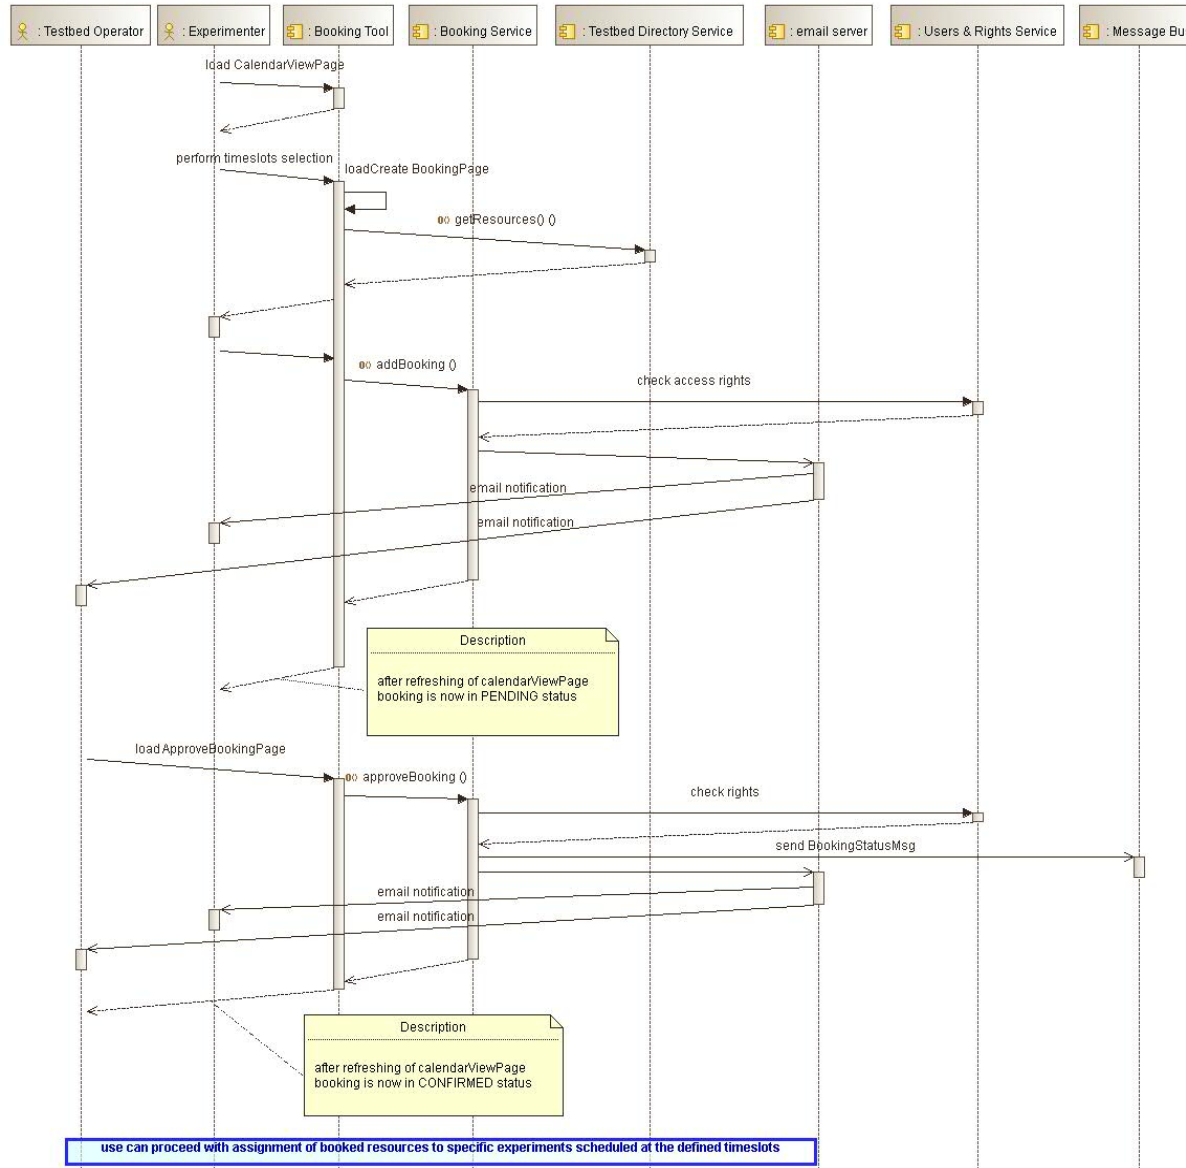 : Testbed Operator
: Experimenter
: Booking Tool
: Booking Service
: Testbed Directory Service
: email server
: Users & Rights Service
: Message Bu
load CalendarViewPage
perform timeslots selection
loadCreate BookingPage
getResources() ()
addBooking ()
check access rights
email notification
email notification
Description
after refreshing of calendarViewPage
booking is now in PENDING status
load ApproveBookingPage
approveBooking ()
check rights
send BookingStatusMsg
email notification
email notification
Description
after refreshing of calendarViewPage
booking is now in CONFIRMED status
use can proceed with assignment of booked resources to specific experiments scheduled at the defined timeslots